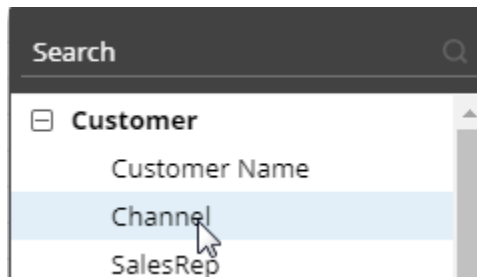 Search
Customer
Customer Name
Channel
SalesRep